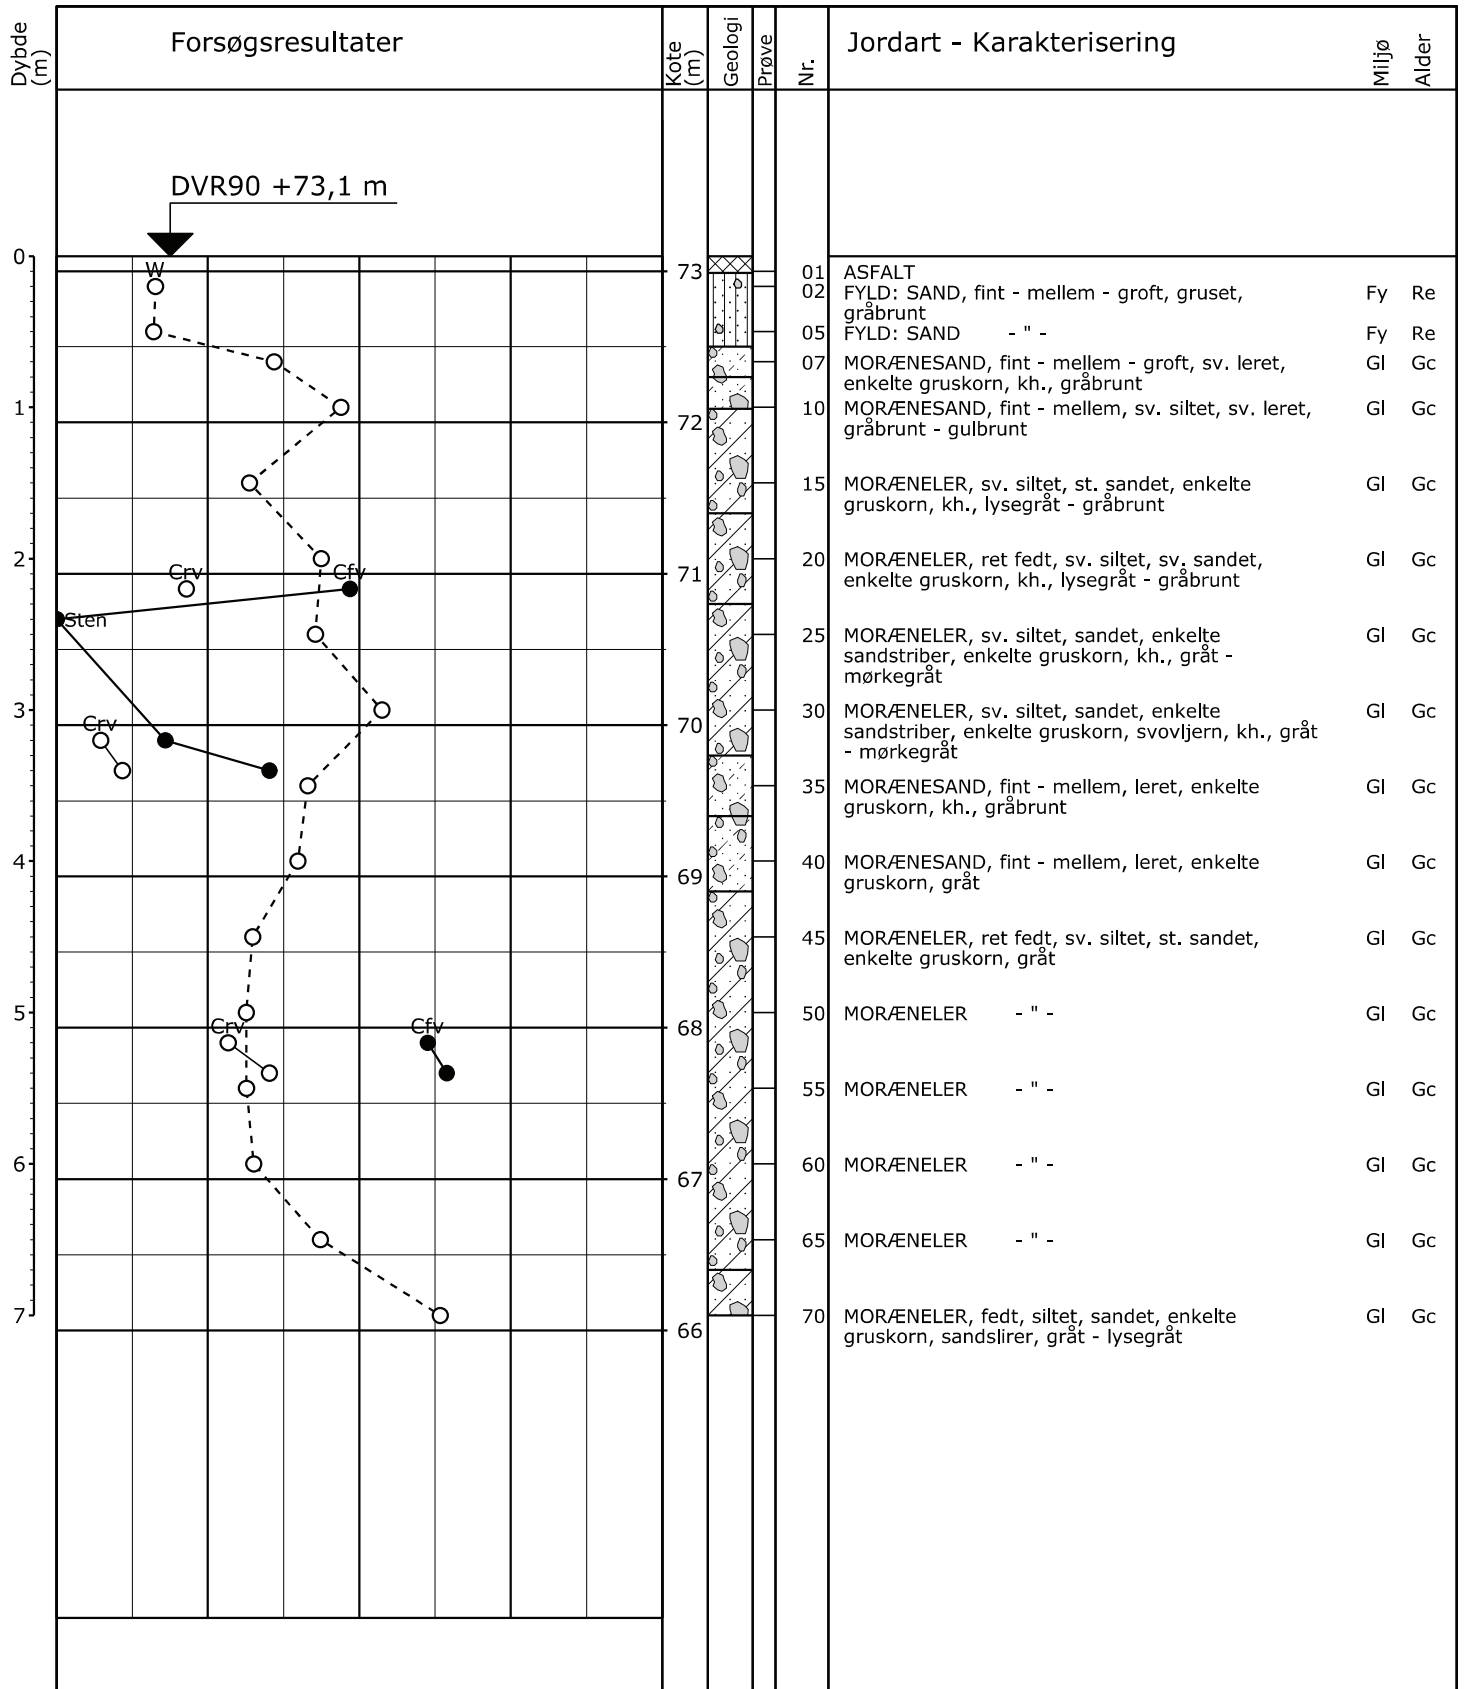 Dybde
(m)
Forsøgsresultater
Kote
(m)
Geologi
Prøve
Nr.
Jordart - Karakterisering
Miljø
Alder
DVR90 +73,1 m
0
W
73
01 ASFALT
02 FYLD: SAND, fint - mellem - groft, gruset, Fy Re
gråbrunt
05 FYLD: SAND - " - Fy Re
07 MORÆNESAND, fint - mellem - groft, sv. leret, Gl Gc
enkelte gruskorn, kh., gråbrunt
1
10 MORÆNESAND, fint - mellem, sv. siltet, sv. leret, Gl Gc
72
gråbrunt - gulbrunt
15 MORÆNELER, sv. siltet, st. sandet, enkelte Gl Gc
gruskorn, kh., lysegråt - gråbrunt
2
20 MORÆNELER, ret fedt, sv. siltet, sv. sandet, Gl Gc
Crv Cfv
71
enkelte gruskorn, kh., lysegråt - gråbrunt
Sten
25 MORÆNELER, sv. siltet, sandet, enkelte Gl Gc
sandstriber, enkelte gruskorn, kh., gråt -
mørkegråt
3
30 MORÆNELER, sv. siltet, sandet, enkelte Gl Gc
Crv
70
sandstriber, enkelte gruskorn, svovljern, kh., gråt
- mørkegråt
35 MORÆNESAND, fint - mellem, leret, enkelte Gl Gc
gruskorn, kh., gråbrunt
4
40 MORÆNESAND, fint - mellem, leret, enkelte Gl Gc
69
gruskorn, gråt
45 MORÆNELER, ret fedt, sv. siltet, st. sandet, Gl Gc
enkelte gruskorn, gråt
5
50 MORÆNELER - " - Gl Gc
Crv Cfv
68
55 MORÆNELER - " - Gl Gc
6
60 MORÆNELER - " - Gl Gc
67
65 MORÆNELER - " - Gl Gc
7
70 MORÆNELER, fedt, siltet, sandet, enkelte Gl Gc
66
gruskorn, sandslirer, gråt - lysegråt